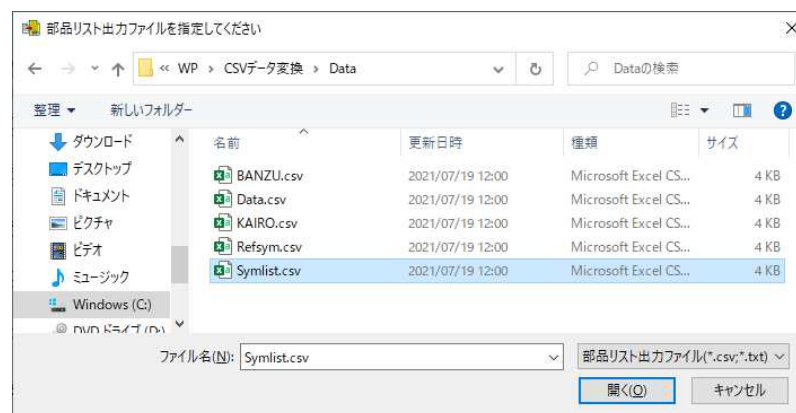 部品リスト出力ファイルを指定してください
« WP › CSVデータ変換 › Data
Dataの検索
整理 新しいフォルダー
ダウンロード
デスクトップ
ドキュメント
ピクチャ
ビデオ
ミュージック
Windows (C:)
DVD ドライブ (D:)
名前 更新日時 種類 サイズ
BANZU.csv 2021/07/19 12:00 Microsoft Excel CS... 4 KB
Data.csv 2021/07/19 12:00 Microsoft Excel CS... 4 KB
KAIRO.csv 2021/07/19 12:00 Microsoft Excel CS... 4 KB
Refsym.csv 2021/07/19 12:00 Microsoft Excel CS... 4 KB
Symlist.csv 2021/07/19 12:00 Microsoft Excel CS... 4 KB
ファイル名(N): Symlist.csv 部品リスト出力ファイル(*.csv;*.txt)
開く(O) キャンセル